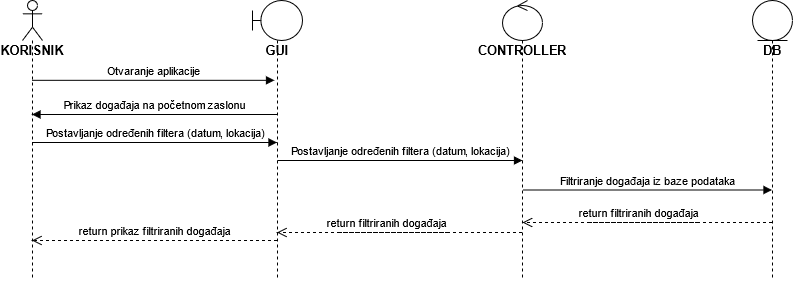 KORISNIK
GUI
CONTROLLER
DB
Otvaranje aplikacije
Prikaz događaja na početnom zaslonu
Postavljanje određenih filtera (datum, lokacija)
Postavljanje određenih filtera (datum, lokacija)
Filtriranje događaja iz baze podataka
return filtriranih događaja
return filtriranih događaja
return prikaz filtriranih događaja